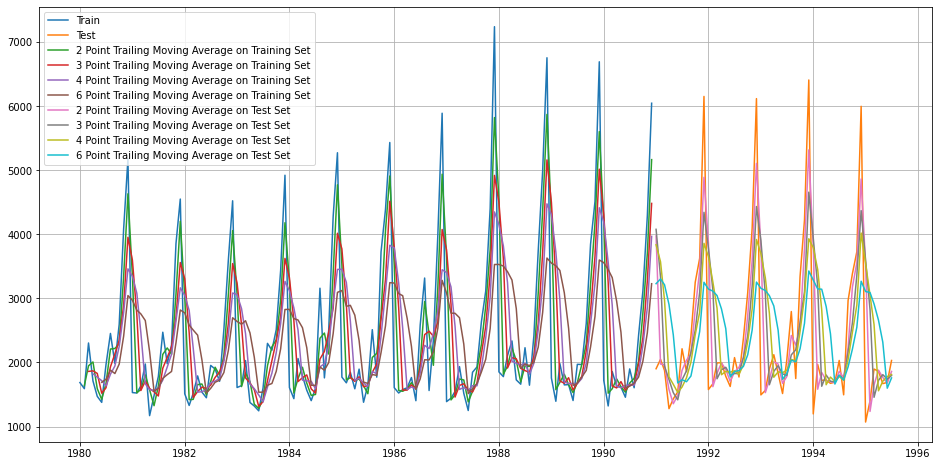 Train
Test
2 Point Trailing Moving Average on Training Set
3 Point Trailing Moving Average on Training Set
4 Point Trailing Moving Average on Training Set
6 Point Trailing Moving Average on Training Set
2 Point Trailing Moving Average on Test Set
3 Point Trailing Moving Average on Test Set
4 Point Trailing Moving Average on Test Set
6 Point Trailing Moving Average on Test Set
7000
6000
5000
4000
3000
2000
1000
1980 1982 1984 1986 1988 1990 1992 1994 1996